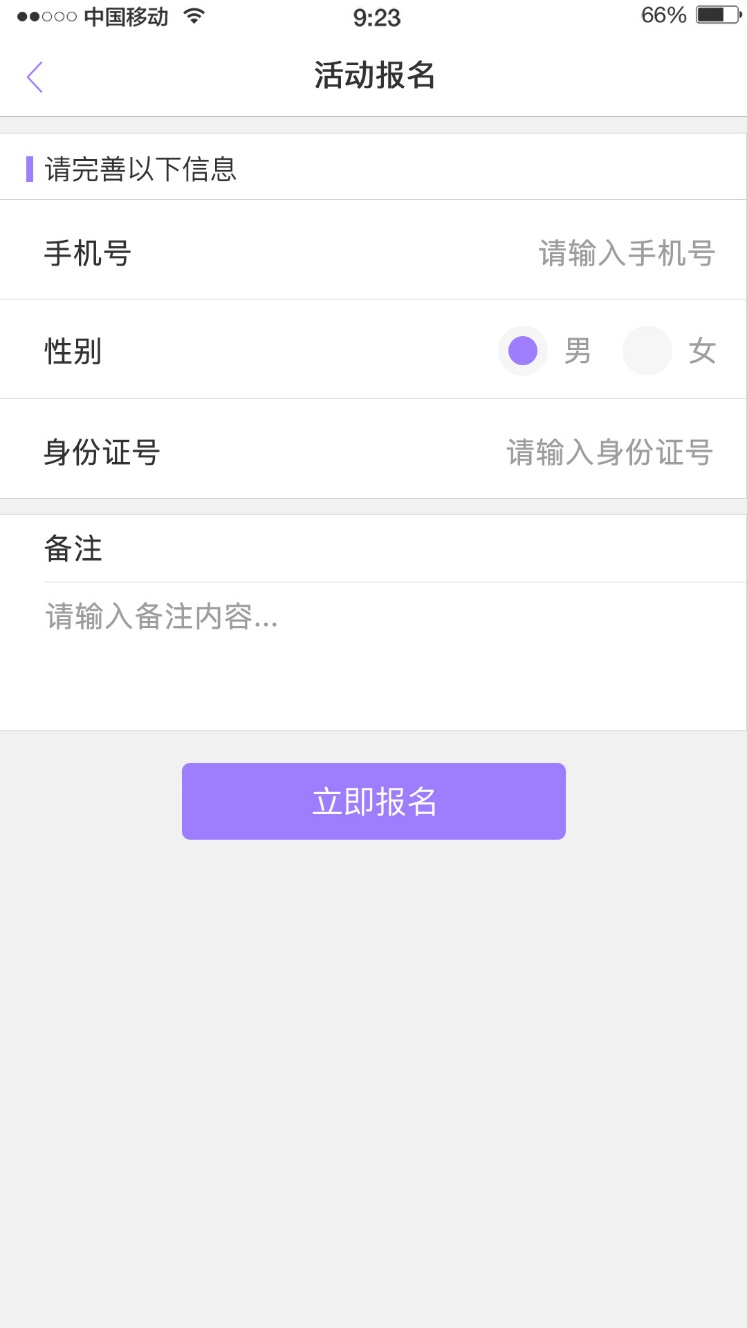 中国移动 9:23 66%
活动报名
请完善以下信息
手机号 请输入手机号
性别 男 女
身份证号 请输入身份证号
备注
请输入备注内容...
立即报名